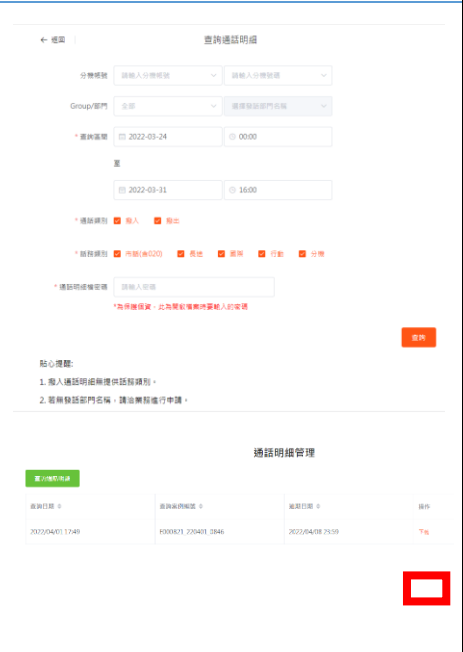 ← 返回
查詢通話明細
分機帳號 請輸入分機帳號 請輸入分機號碼
Group/部門 全部 選擇發話部門名稱
* 查詢區間 2022-03-24 00:00
至
2022-03-31 16:00
* 通話類別 撥入 撥出
* 話務類別 市話(含020) 長途 國際 行動 分機
* 通話明細檔密碼 請輸入密碼
*為保護個資，此為開啟檔案時要輸入的密碼
查詢
貼心提醒:
1. 撥入通話明細無提供話務類別。
2. 若無發話部門名稱，請洽業務進行申請。
通話明細管理
查詢日期 查詢案例編號 到期日期 操作
2022/04/01 17:49 E000821_220401_0846 2022/04/08 23:59 下載